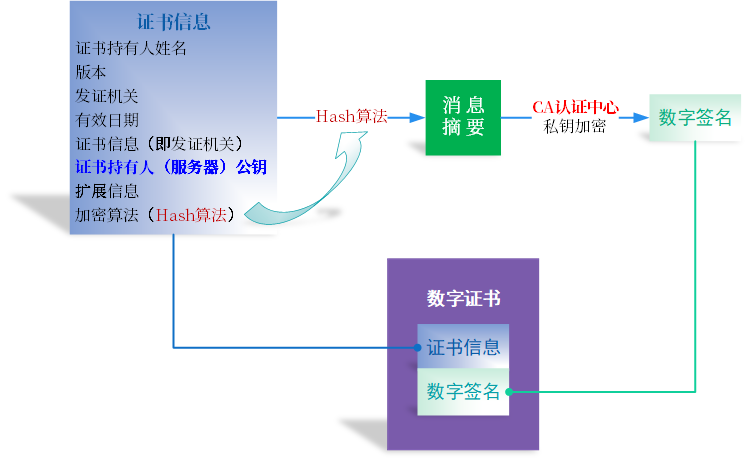 证书信息
证书持有人姓名
版本
发证机关
有效日期
证书信息（即发证机关）
证书持有人（服务器）公钥
扩展信息
加密算法（Hash算法）
Hash算法
消息
摘要
CA认证中心
私钥加密
数字签名
数字证书
证书信息
数字签名